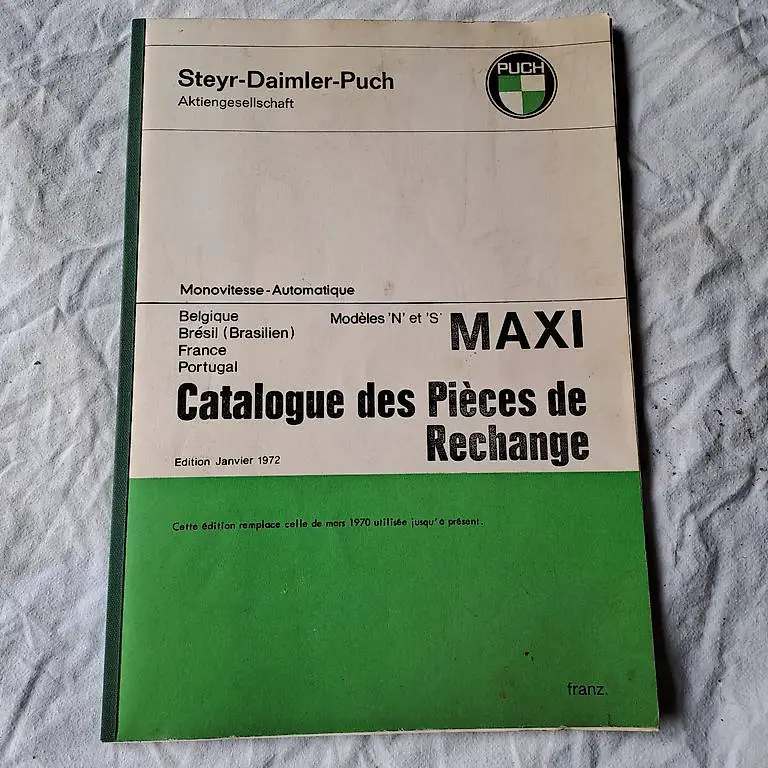 Steyr-Daimler-Puch
Aktiengesellschaft
PUCH
Monovitesse-Automatique
Belgique
Brésil (Brasilien)
France
Portugal
Modèles 'N' et 'S'
MAXI
Catalogue des Pièces de
Rechange
Edition Janvier 1972
Cette édition remplace celle de mars 1970 utilisée jusqu'à présent.
franz.